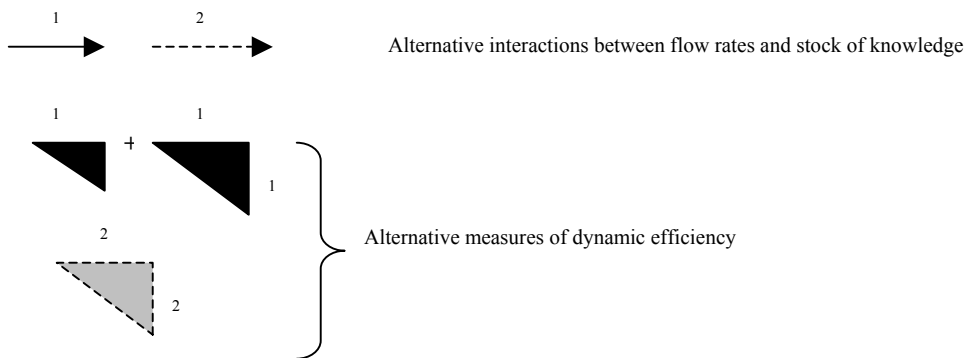 1 2
Alternative interactions between flow rates and stock of knowledge
1 + 1
1
2
Alternative measures of dynamic efficiency
2